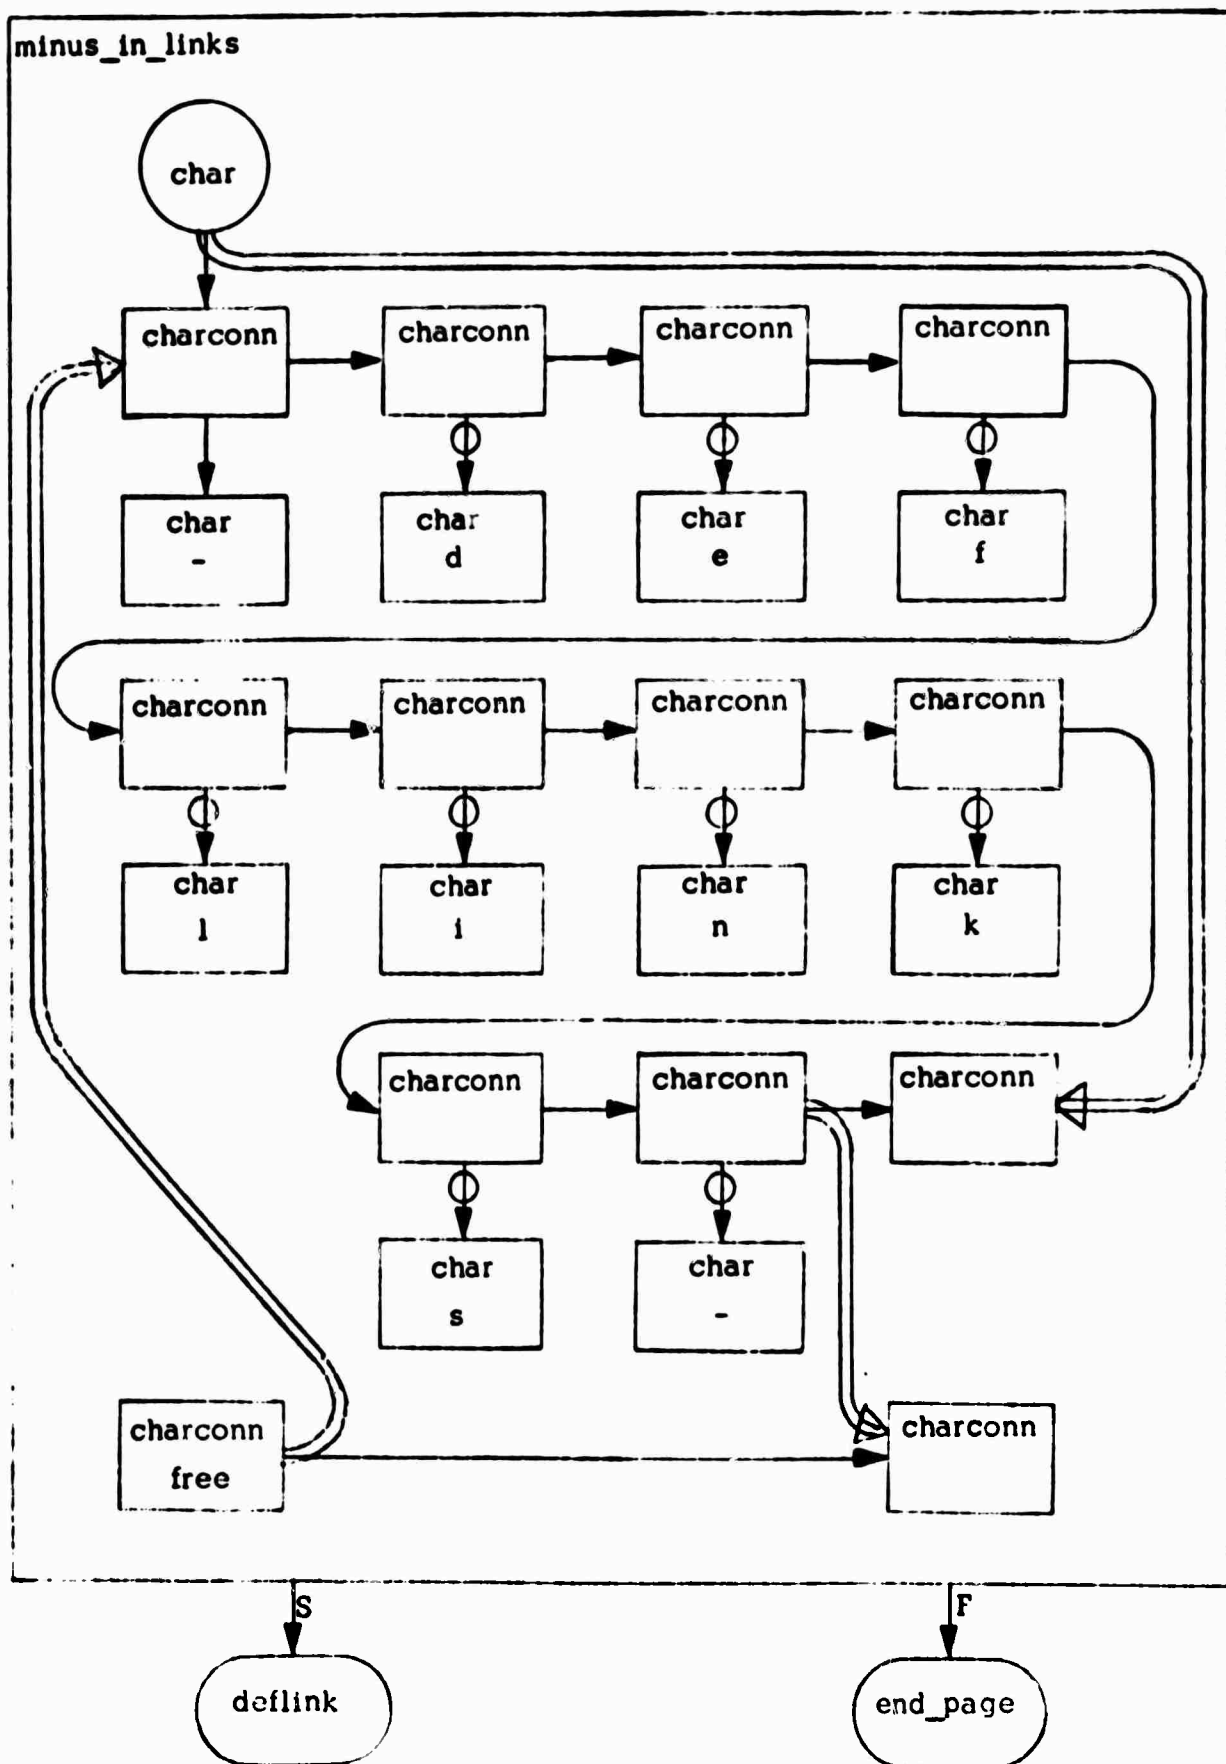 minus_in_links
char
charconn charconn charconn charconn
char char char char
- d e f
charconn charconn charconn charconn
char char char char
l i n k
charconn charconn charconn
char char
s -
charconn charconn
free
S F
deflink end_page